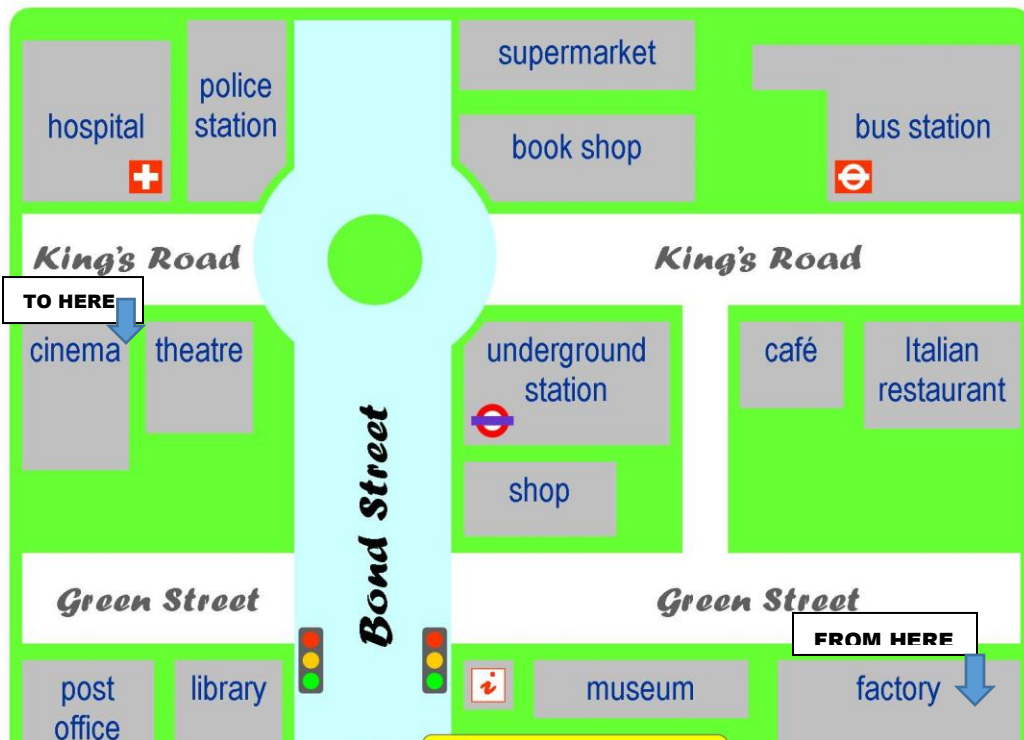 supermarket
police
station
hospital
book shop
bus station
King's Road
King's Road
TO HERE
cinema
theatre
underground
station
café
Italian
restaurant
shop
Bond Street
Green Street
Green Street
FROM HERE
post
office
library
i
museum
factory